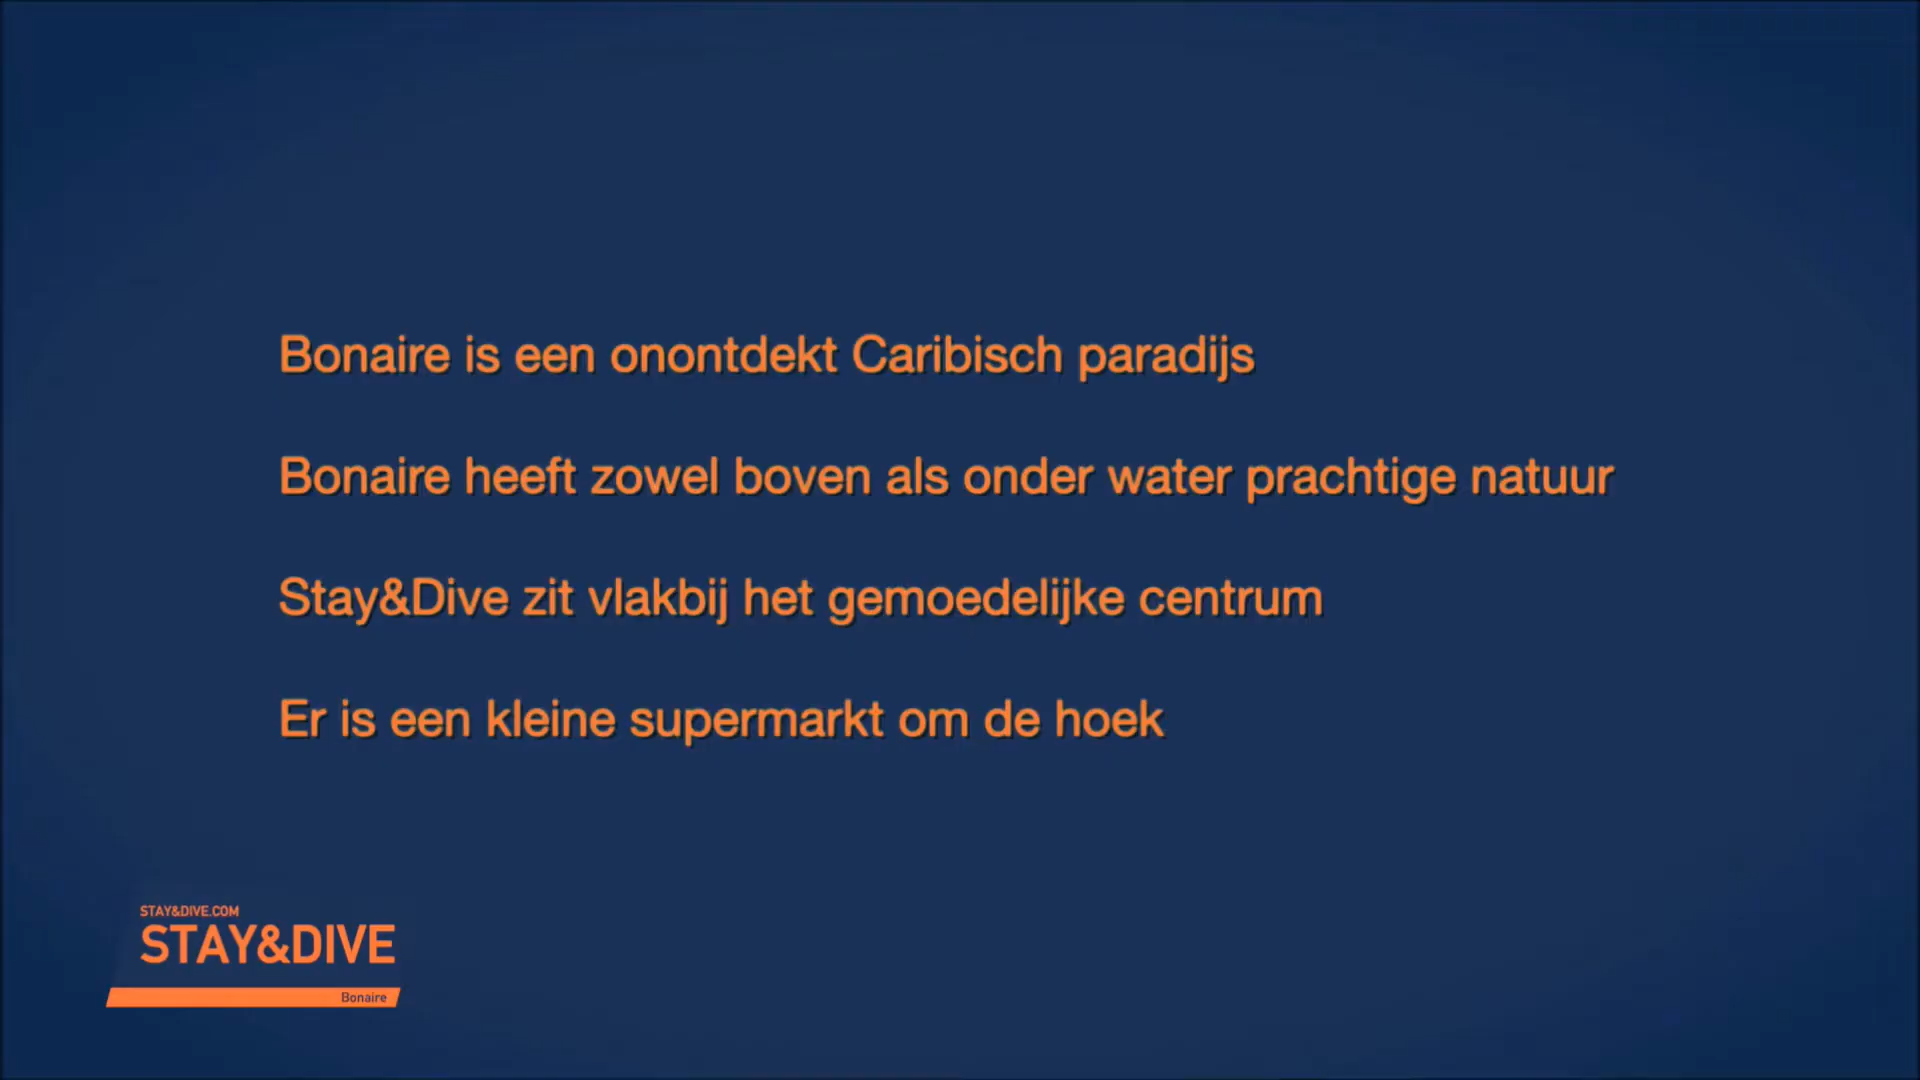 Bonaire is een onontdekt Caribisch paradijs
Bonaire heeft zowel boven als onder water prachtige natuur
Stay&Dive zit vlakbij het gemoedelijke centrum
Er is een kleine supermarkt om de hoek
STAY&DIVE.COM
STAY&DIVE
Bonaire